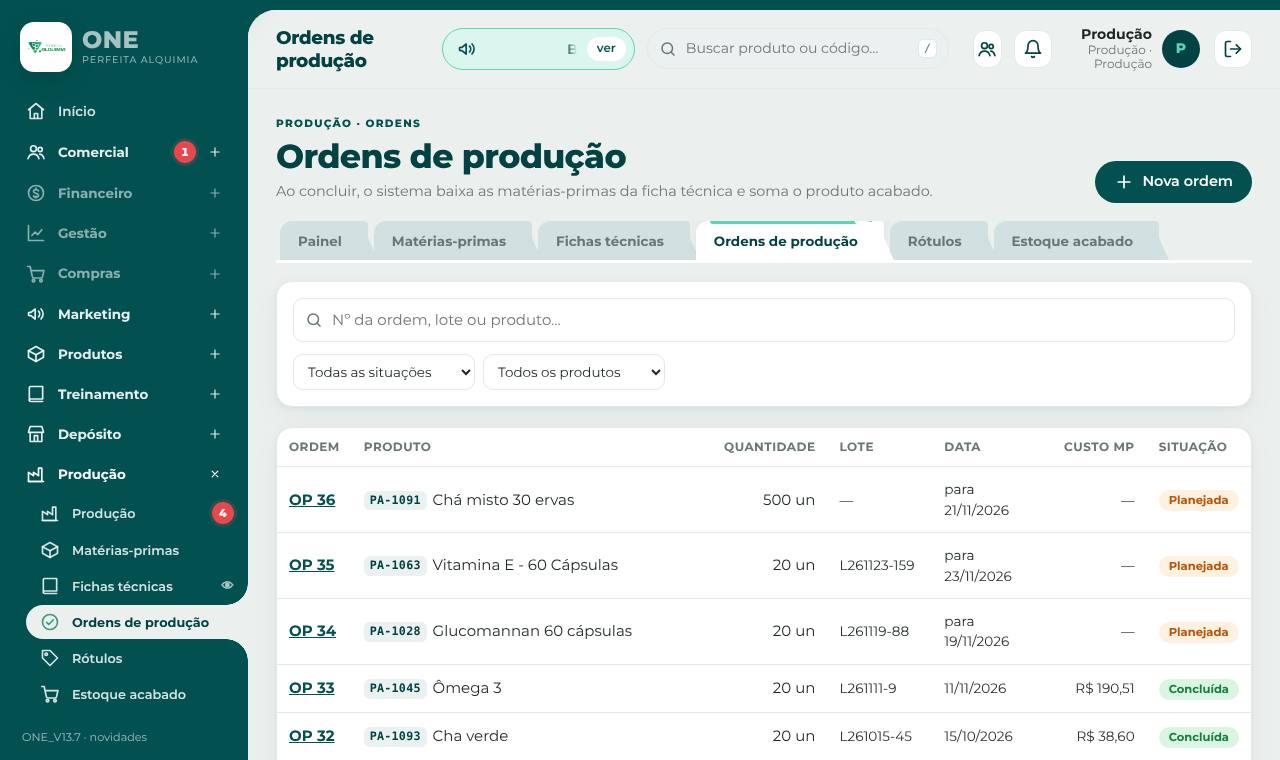 ONE
PERFEITA ALQUIMIA
Início
Comercial 1 +
Financeiro +
Gestão +
Compras +
Marketing +
Produtos +
Treinamento +
Depósito +
Produção ×
Produção 4
Matérias-primas
Fichas técnicas
Ordens de produção
Rótulos
Estoque acabado
ONE_V13.7 · novidades
Ordens de
produção
ver
Buscar produto ou código... /
Produção
Produção ·
Produção
P
PRODUÇÃO · ORDENS
Ordens de produção
Ao concluir, o sistema baixa as matérias-primas da ficha técnica e soma o produto acabado.
+ Nova ordem
Painel Matérias-primas Fichas técnicas Ordens de produção Rótulos Estoque acabado
Nº da ordem, lote ou produto...
Todas as situações Todos os produtos
ORDEM PRODUTO QUANTIDADE LOTE DATA CUSTO MP SITUAÇÃO
OP 36 PA-1091 Chá misto 30 ervas 500 un — para 21/11/2026 — Planejada
OP 35 PA-1063 Vitamina E - 60 Cápsulas 20 un L261123-159 para 23/11/2026 — Planejada
OP 34 PA-1028 Glucomannan 60 cápsulas 20 un L261119-88 para 19/11/2026 — Planejada
OP 33 PA-1045 Ômega 3 20 un L261111-9 11/11/2026 R$ 190,51 Concluída
OP 32 PA-1093 Cha verde 20 un L261015-45 15/10/2026 R$ 38,60 Concluída